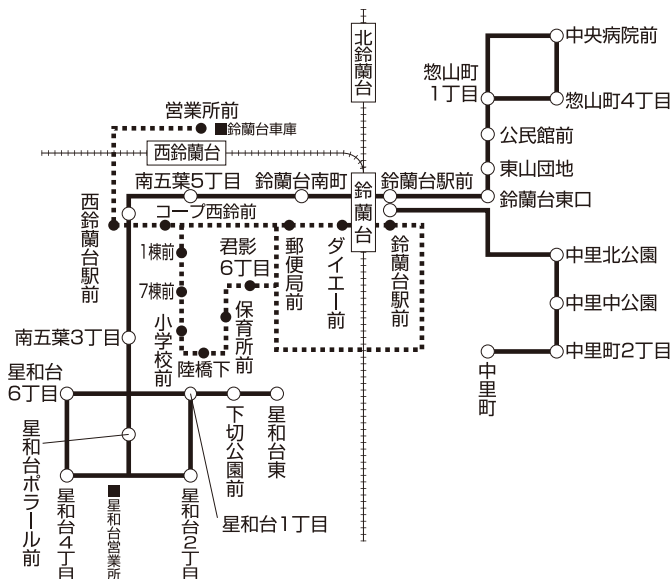 北鈴蘭台
中央病院前
惣山町
1丁目
惣山町4丁目
営業所前
■鈴蘭台車庫
公民館前
西鈴蘭台
東山団地
南五葉5丁目
鈴蘭台南町
鈴蘭台
鈴蘭台駅前
鈴蘭台東口
西鈴蘭台駅前
コープ西鈴前
1棟前
君影
6丁目
郵便局前
ダイエー前
鈴蘭台駅前
中里北公園
7棟前
保育所前
中里中公園
南五葉3丁目
小学校前
陸橋下
中里町2丁目
中里町
星和台
6丁目
下切公園前
星和台東
星和台ポラール前
星和台4丁目
■星和台営業所
星和台2丁目
星和台1丁目